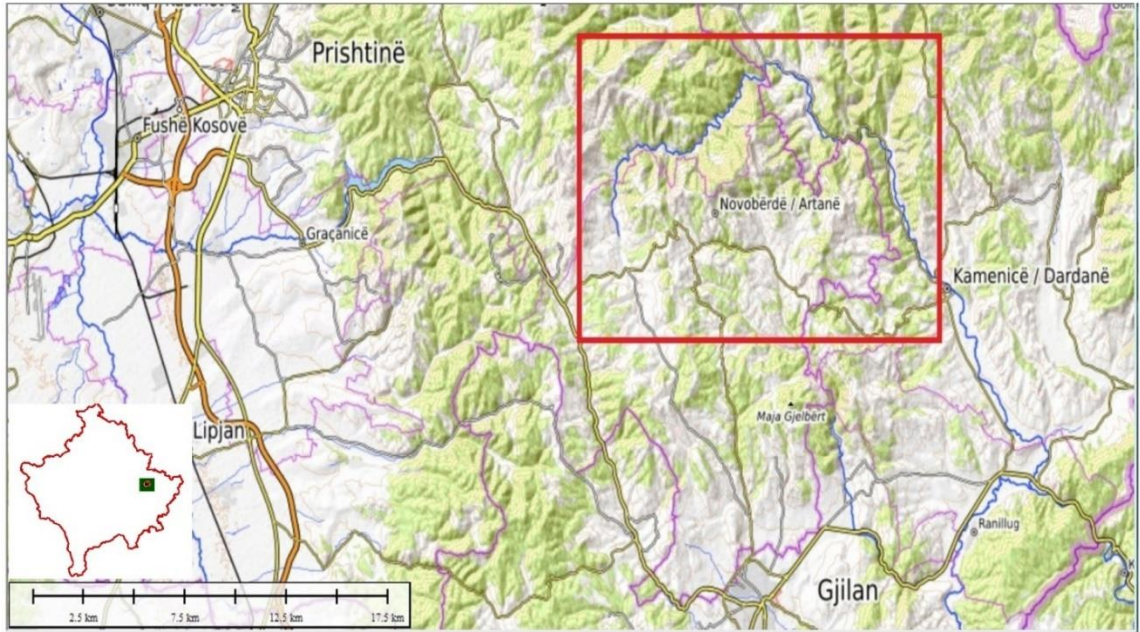 Prishtinë
Fushë Kosovë
Novobërdë / Artanë
Graçanicë
Kamenicë / Dardanë
Maja Gjelbërt
Lipjan
Ranillug
Gjilan
2.5 km 7.5 km 12.5 km 17.5 km